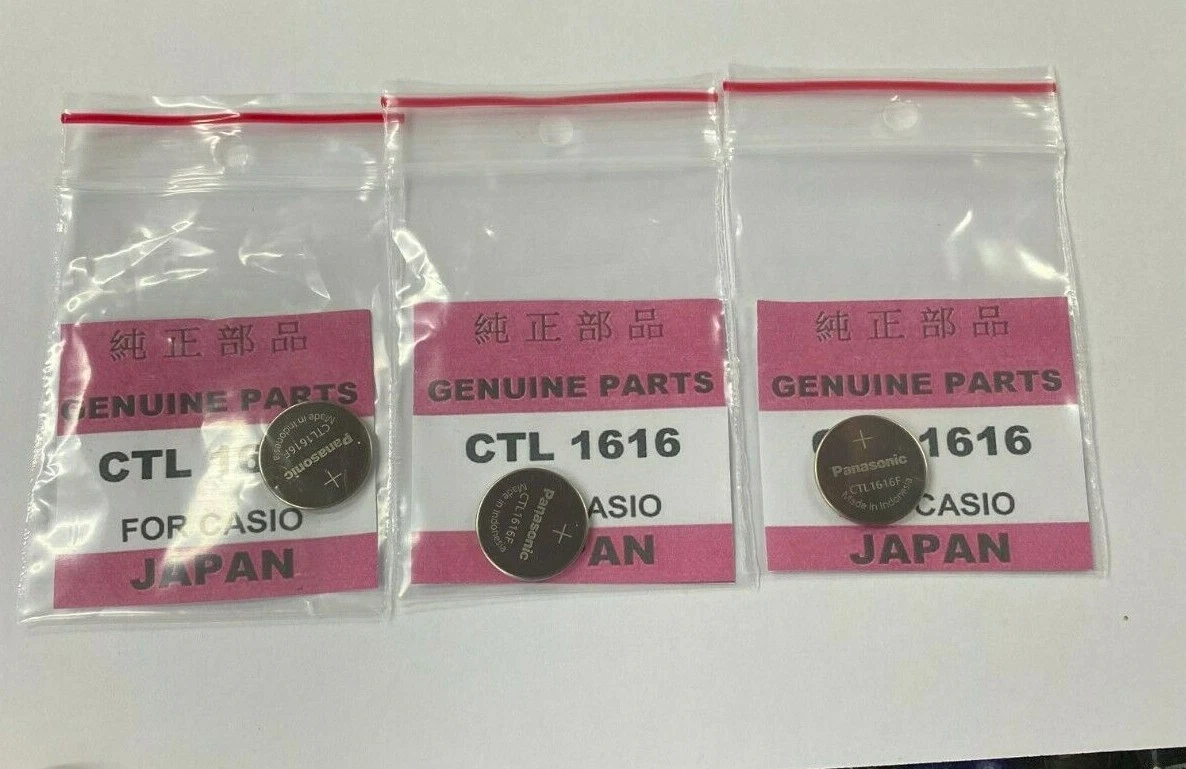 純正部品
GENUINE PARTS
CTL 16
FOR CASIO
JAPAN
Panasonic
CTL1616F
Made in Indonesia
純正部品
GENUINE PARTS
CTL 1616
ASIO
PAN
Panasonic
CTL1616F
Made in Indonesia
純正部品
GENUINE PARTS
C 1616
CASIO
JAPAN
Panasonic
CTL1616F
Made in Indonesia